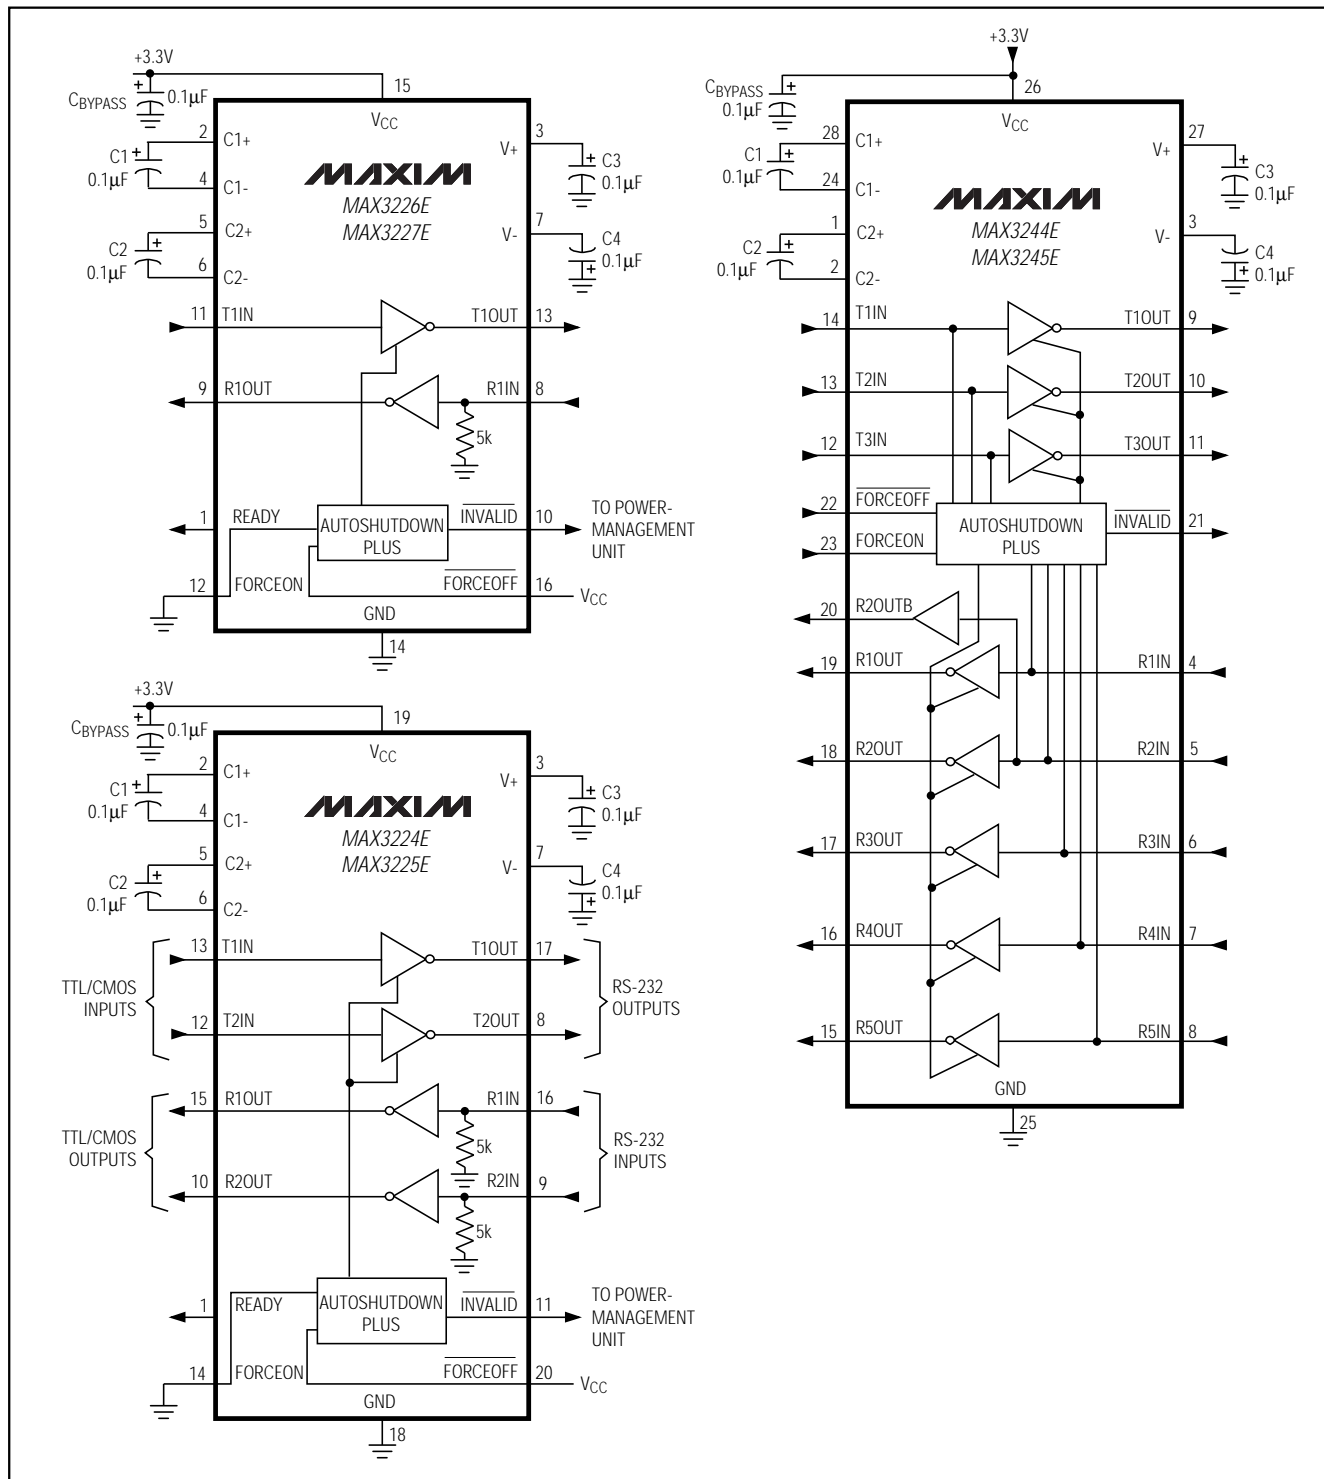 +3.3V
CBYPASS
+
0.1μF
15
VCC
2
C1+
C1
+
0.1μF
4
C1-
5
C2+
C2
+
0.1μF
6
C2-
MAXIM
MAX3226E
MAX3227E
3
V+
+
C3
0.1μF
7
V-
C4
0.1μF
+
11
T1IN
T1OUT
13
9
R1OUT
R1IN
8
5k
1
READY
AUTOSHUTDOWN
PLUS
INVALID
10
TO POWER-
MANAGEMENT
UNIT
12
FORCEON
FORCEOFF
16
VCC
GND
14
+3.3V
CBYPASS
+
0.1μF
19
VCC
2
C1+
C1
+
0.1μF
4
C1-
5
C2+
C2
+
0.1μF
6
C2-
MAXIM
MAX3224E
MAX3225E
3
V+
+
C3
0.1μF
7
V-
C4
0.1μF
+
TTL/CMOS
INPUTS
13
T1IN
T1OUT
17
12
T2IN
T2OUT
8
RS-232
OUTPUTS
TTL/CMOS
OUTPUTS
15
R1OUT
R1IN
16
5k
10
R2OUT
R2IN
9
5k
RS-232
INPUTS
1
READY
AUTOSHUTDOWN
PLUS
INVALID
11
TO POWER-
MANAGEMENT
UNIT
14
FORCEON
FORCEOFF
20
VCC
GND
18
+3.3V
CBYPASS
+
0.1μF
26
VCC
28
C1+
C1
+
0.1μF
24
C1-
1
C2+
C2
+
0.1μF
2
C2-
MAXIM
MAX3244E
MAX3245E
27
V+
+
C3
0.1μF
3
V-
C4
0.1μF
+
14
T1IN
T1OUT
9
13
T2IN
T2OUT
10
12
T3IN
T3OUT
11
22
FORCEOFF
23
FORCEON
AUTOSHUTDOWN
PLUS
INVALID
21
20
R2OUTB
19
R1OUT
R1IN
4
18
R2OUT
R2IN
5
17
R3OUT
R3IN
6
16
R4OUT
R4IN
7
15
R5OUT
R5IN
8
GND
25